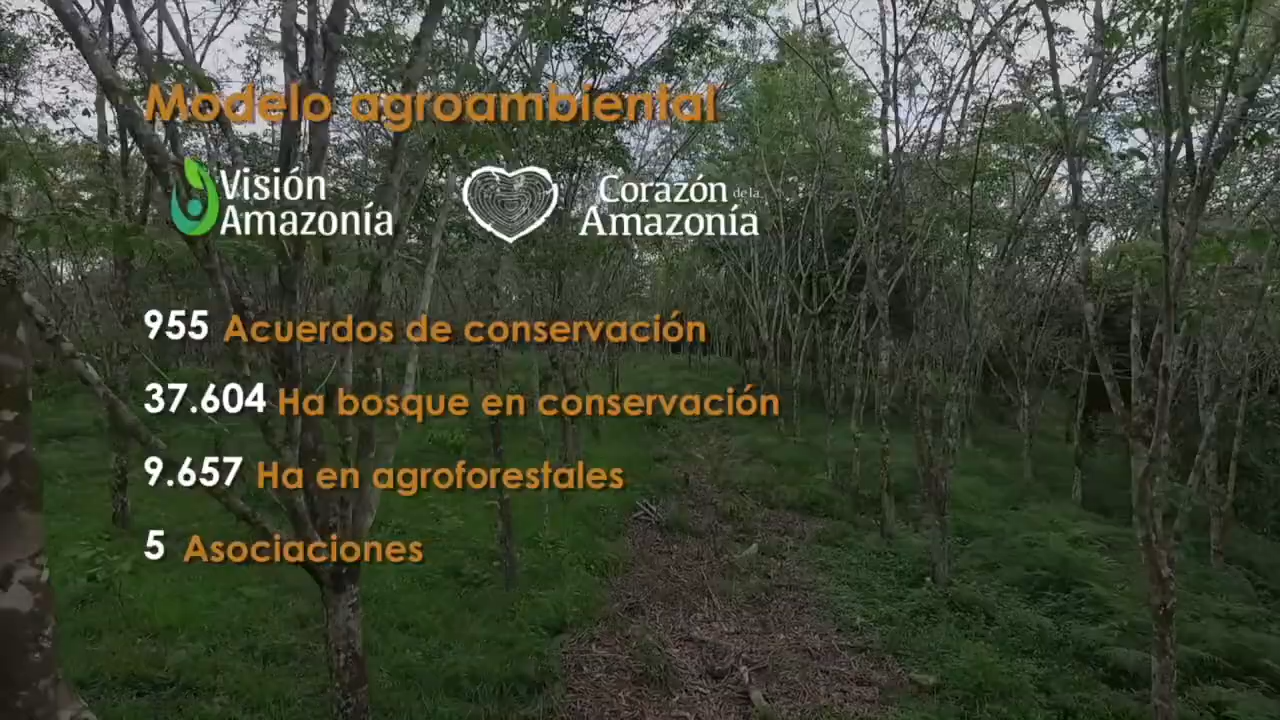 Modelo agroambiental
Visión
Amazonía
Corazón de la
Amazonía
955 Acuerdos de conservación
37.604 Ha bosque en conservación
9.657 Ha en agroforestales
5 Asociaciones